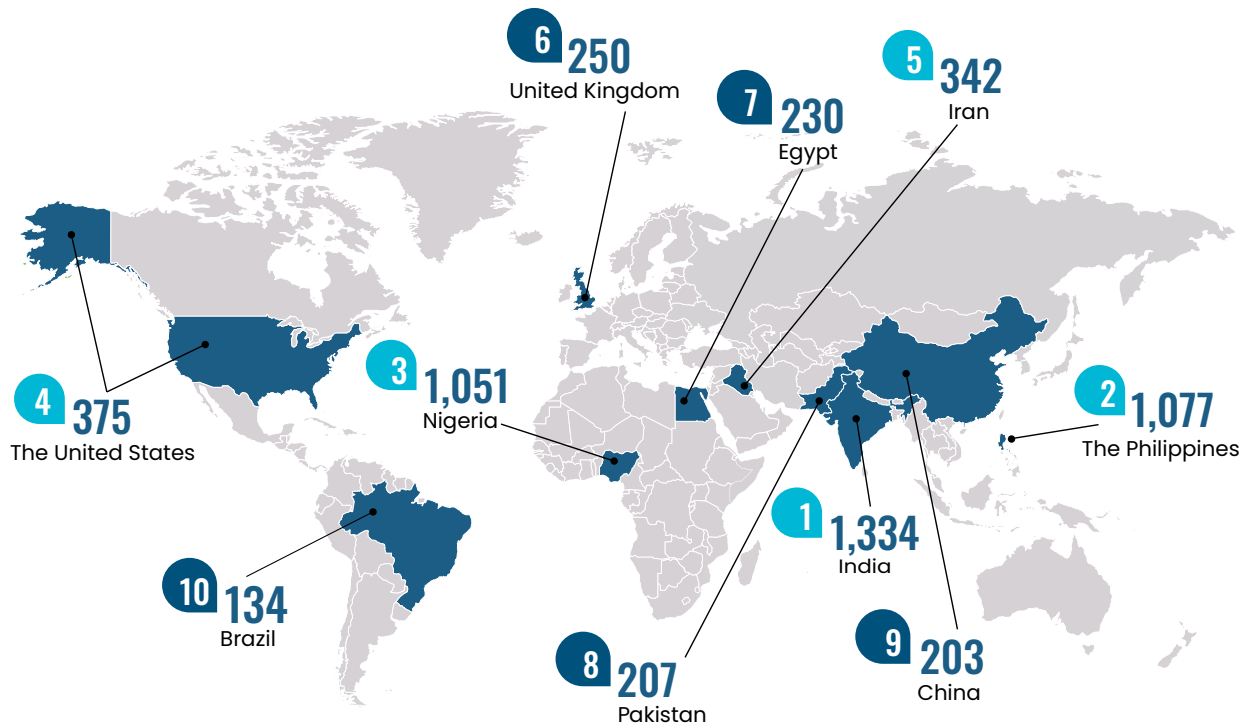 6
250
United Kingdom
5
342
Iran
7
230
Egypt
3
1,051
Nigeria
4
375
The United States
2
1,077
The Philippines
1
1,334
India
10
134
Brazil
8
207
Pakistan
9
203
China